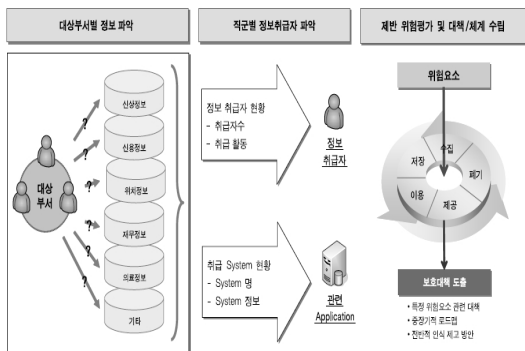 대상부서별 정보 파악
직군별 정보취급자 파악
제반 위험평가 및 대책/체계 수립
?
?
?
?
?
?
대상
부서
신상정보
신용정보
위치정보
재무정보
의료정보
기타
정보 취급자 현황
- 취급자수
- 취급 활동
정보
취급자
취급 System 현황
- System 명
- System 정보
관련
Application
위험요소
수집
저장
폐기
이용
제공
보호대책 도출
• 특정 위험요소 관련 대책
• 중장기적 로드맵
• 전반적 인식 제고 방안